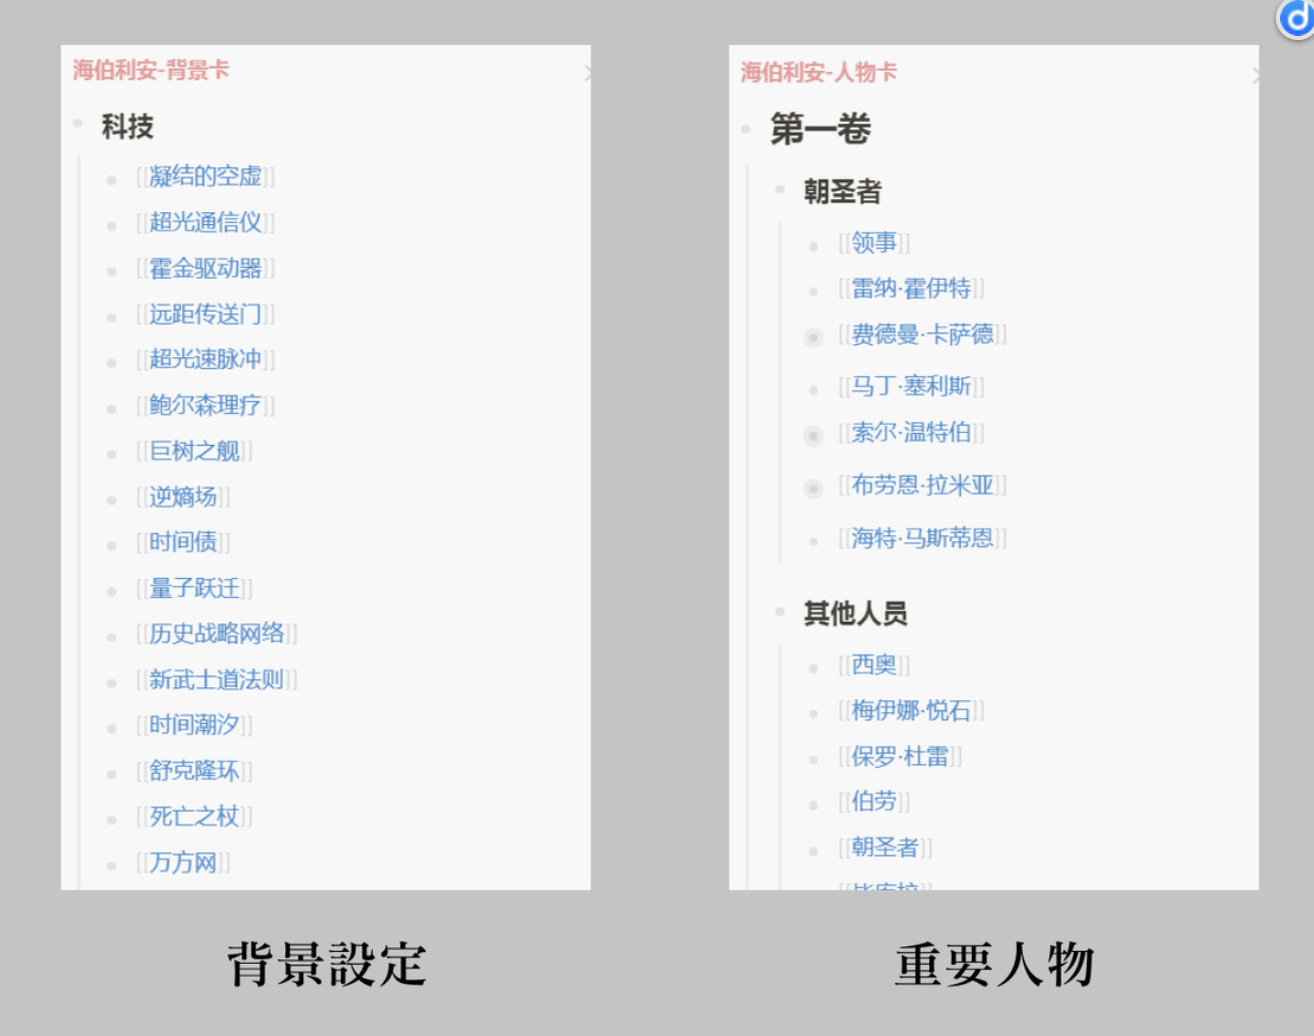 海伯利安-背景卡
科技
[[凝结的空虚]]
[[超光通信仪]]
[[霍金驱动器]]
[[远距传送门]]
[[超光速脉冲]]
[[鲍尔森理疗]]
[[巨树之舰]]
[[逆熵场]]
[[时间债]]
[[量子跃迁]]
[[历史战略网络]]
[[新武士道法则]]
[[时间潮汐]]
[[舒克隆环]]
[[死亡之杖]]
[[万方网]]
背景設定
海伯利安-人物卡
第一卷
朝圣者
[[领事]]
[[雷纳·霍伊特]]
[[费德曼·卡萨德]]
[[马丁·塞利斯]]
[[索尔·温特伯]]
[[布劳恩·拉米亚]]
[[海特·马斯蒂恩]]
其他人员
[[西奥]]
[[梅伊娜·悦石]]
[[保罗·杜雷]]
[[伯劳]]
[[朝圣者]]
重要人物